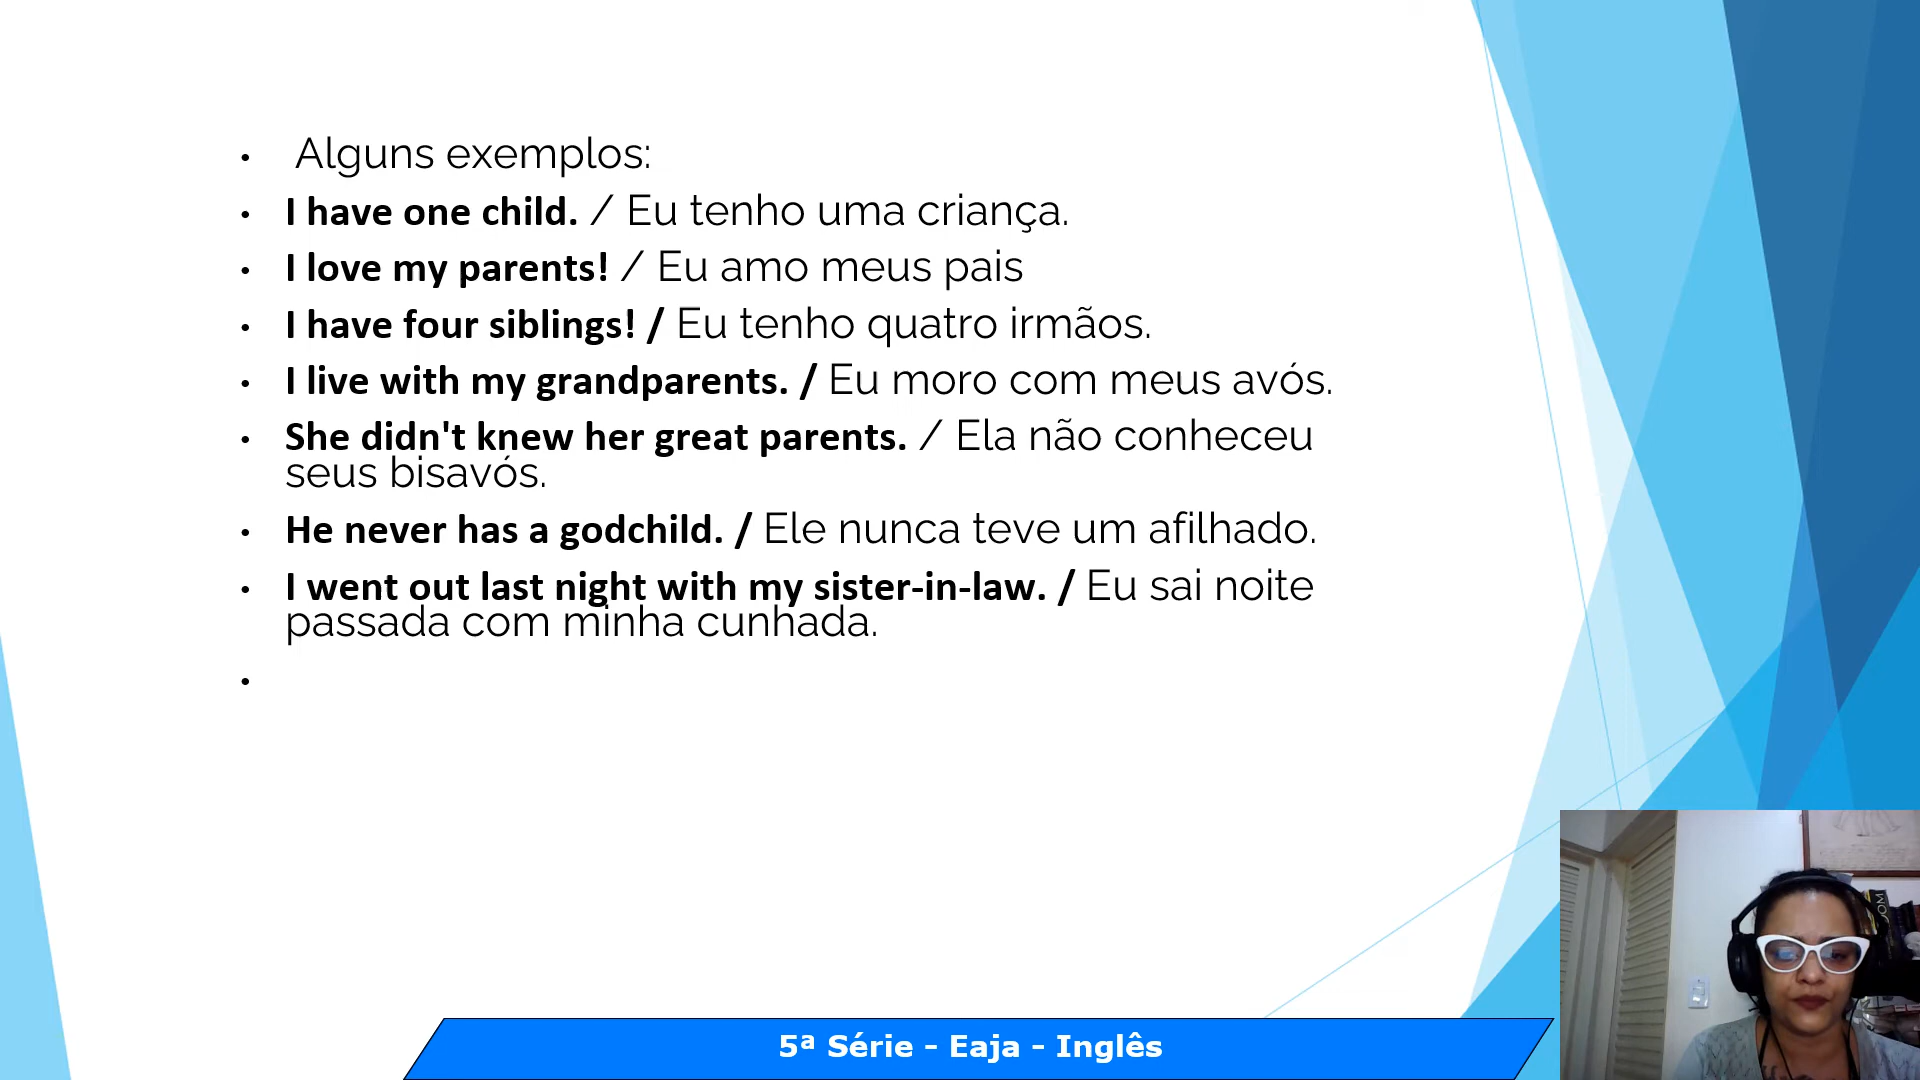 • Alguns exemplos:
• I have one child. / Eu tenho uma criança.
• I love my parents! / Eu amo meus pais
• I have four siblings! / Eu tenho quatro irmãos.
• I live with my grandparents. / Eu moro com meus avós.
• She didn't knew her great parents. / Ela não conheceu
seus bisavós.
• He never has a godchild. / Ele nunca teve um afilhado.
• I went out last night with my sister-in-law. / Eu sai noite
passada com minha cunhada.
•
5ª Série - Eaja - Inglês